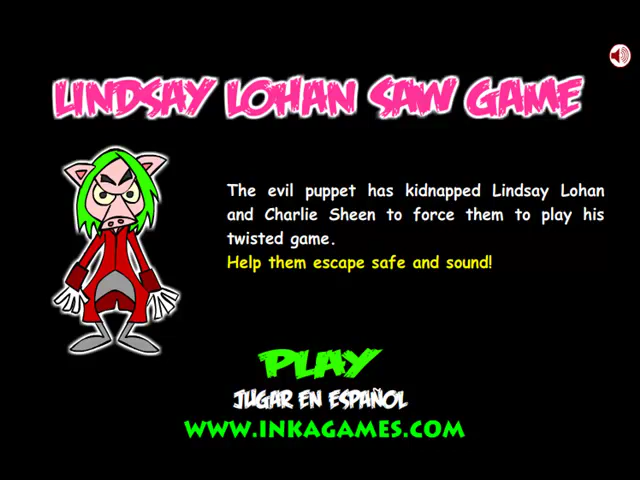 LINDSAY LOHAN SAW GAME
The evil puppet has kidnapped Lindsay Lohan
and Charlie Sheen to force them to play his
twisted game.
Help them escape safe and sound!
PLAY
JUGAR EN ESPAÑOL
WWW.INKAGAMES.COM